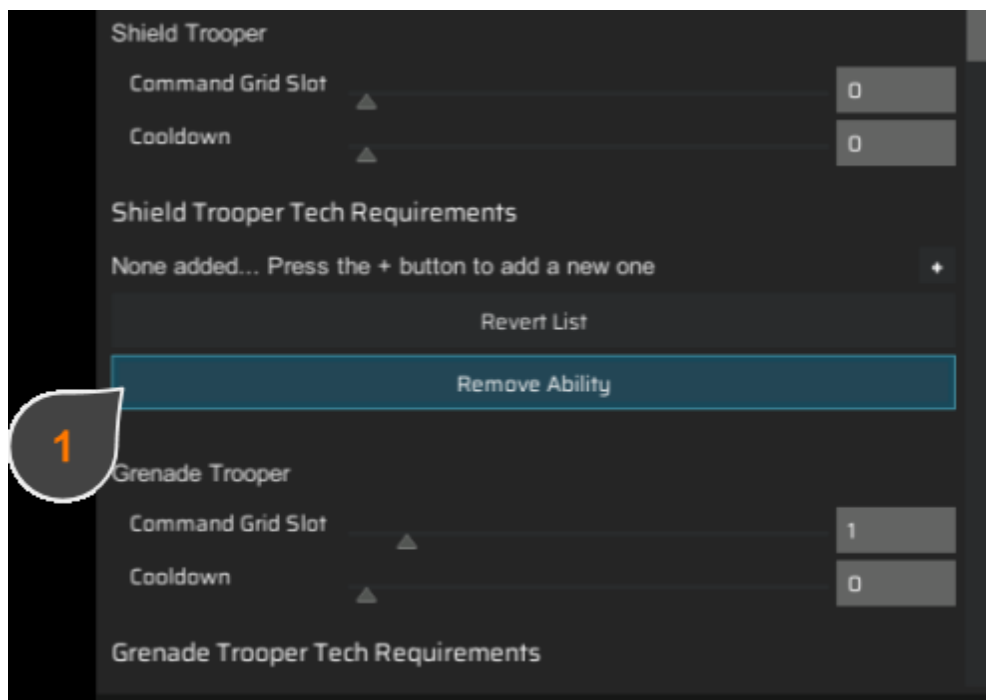 Shield Trooper
Command Grid Slot 0
Cooldown 0
Shield Trooper Tech Requirements
None added... Press the + button to add a new one +
Revert List
Remove Ability
1
Grenade Trooper
Command Grid Slot 1
Cooldown 0
Grenade Trooper Tech Requirements